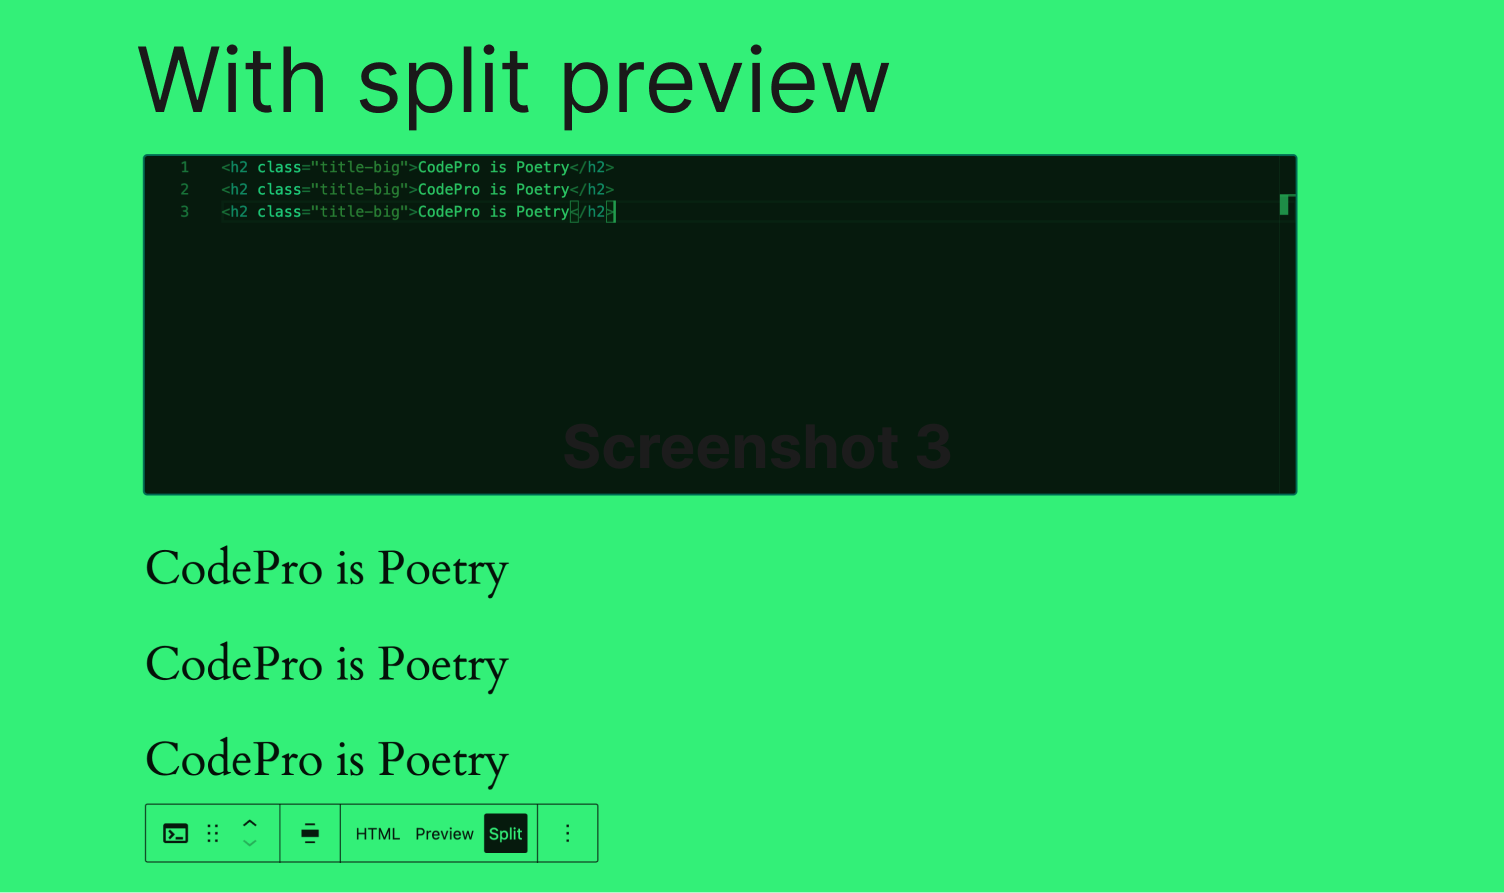 With split preview
1 <h2 class="title-big">CodePro is Poetry</h2>
2 <h2 class="title-big">CodePro is Poetry</h2>
3 <h2 class="title-big">CodePro is Poetry</h2>
Screenshot 3
CodePro is Poetry
CodePro is Poetry
CodePro is Poetry
HTML Preview Split